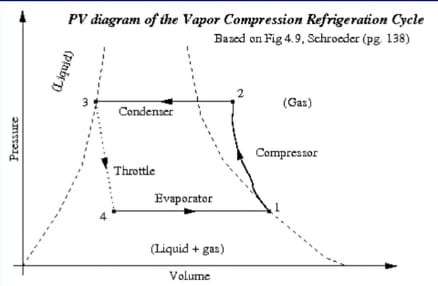 PV diagram of the Vapor Compression Refrigeration Cycle
Based on Fig 4.9, Schroeder (pg. 138)
(Liquid)
3
2
(Gas)
Condenser
Compressor
Throttle
Evaporator
4
1
(Liquid + gas)
Pressure
Volume